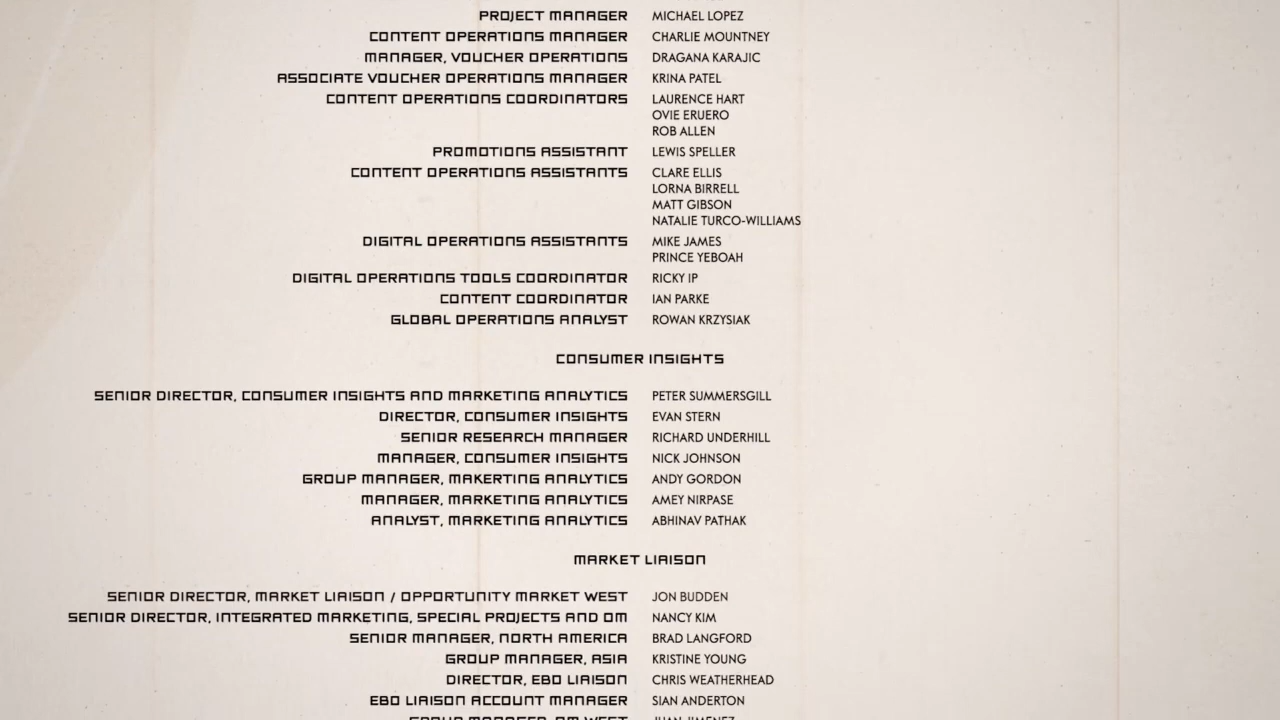 PROJECT MANAGER MICHAEL LOPEZ
CONTENT OPERATIONS MANAGER CHARLIE MOUNTNEY
MANAGER, VOUCHER OPERATIONS DRAGANA KARAJIC
ASSOCIATE VOUCHER OPERATIONS MANAGER KRINA PATEL
CONTENT OPERATIONS COORDINATORS LAURENCE HART
OVIE ERUERO
ROB ALLEN
PROMOTIONS ASSISTANT LEWIS SPELLER
CONTENT OPERATIONS ASSISTANTS CLARE ELLIS
LORNA BIRRELL
MATT GIBSON
NATALIE TURCO-WILLIAMS
DIGITAL OPERATIONS ASSISTANTS MIKE JAMES
PRINCE YEBOAH
DIGITAL OPERATIONS TOOLS COORDINATOR RICKY IP
CONTENT COORDINATOR IAN PARKE
GLOBAL OPERATIONS ANALYST ROWAN KRZYSIAK
CONSUMER INSIGHTS
SENIOR DIRECTOR, CONSUMER INSIGHTS AND MARKETING ANALYTICS PETER SUMMERSGILL
DIRECTOR, CONSUMER INSIGHTS EVAN STERN
SENIOR RESEARCH MANAGER RICHARD UNDERHILL
MANAGER, CONSUMER INSIGHTS NICK JOHNSON
GROUP MANAGER, MAKERTING ANALYTICS ANDY GORDON
MANAGER, MARKETING ANALYTICS AMEY NIRPASE
ANALYST, MARKETING ANALYTICS ABHINAV PATHAK
MARKET LIAISON
SENIOR DIRECTOR, MARKET LIAISON / OPPORTUNITY MARKET WEST JON BUDDEN
SENIOR DIRECTOR, INTEGRATED MARKETING, SPECIAL PROJECTS AND OM NANCY KIM
SENIOR MANAGER, NORTH AMERICA BRAD LANGFORD
GROUP MANAGER, ASIA KRISTINE YOUNG
DIRECTOR, EBO LIAISON CHRIS WEATHERHEAD
EBO LIAISON ACCOUNT MANAGER SIAN ANDERTON
GROUP MANAGER, OM WEST JUAN JIMENEZ